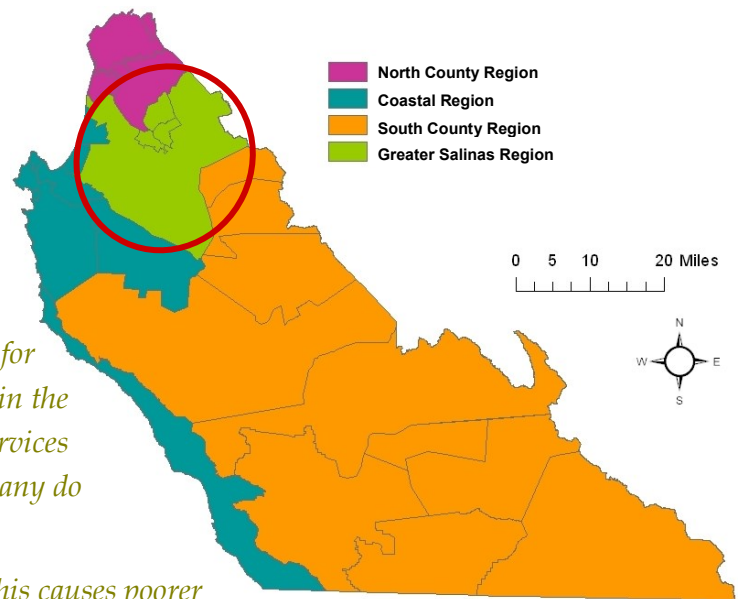 North County Region
Coastal Region
South County Region
Greater Salinas Region
0 5 10 20 Miles
N
W E
S
for
in the
rvices
any do
his causes poorer